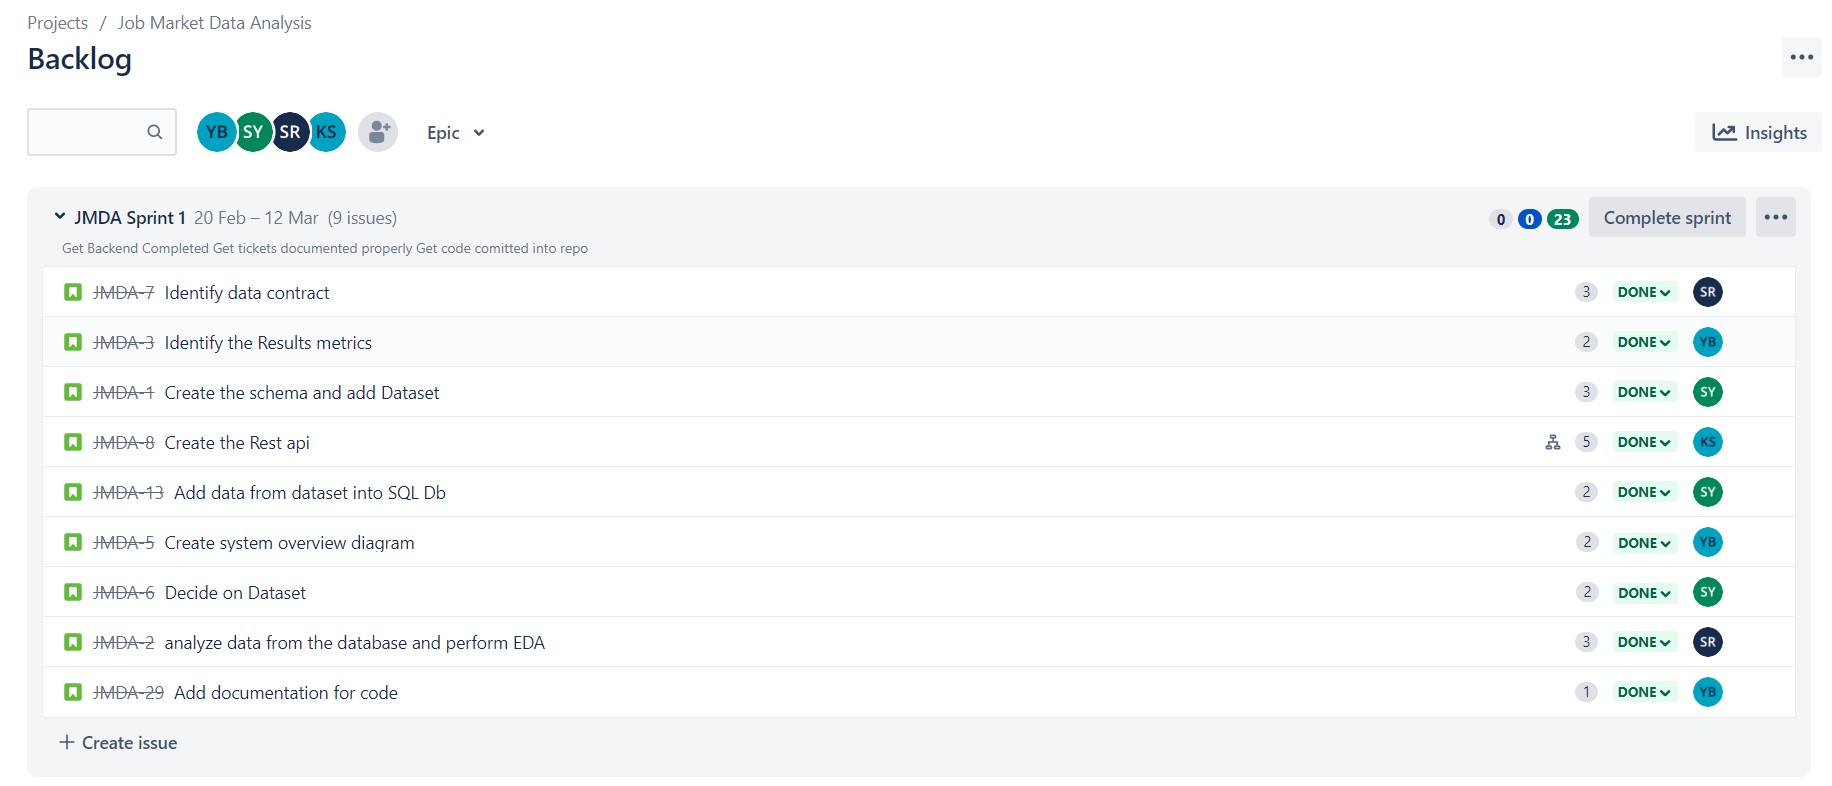 Projects / Job Market Data Analysis
Backlog
YB SY SR KS Epic Insights
JMDA Sprint 1 20 Feb – 12 Mar (9 issues) 0 0 23 Complete sprint
Get Backend Completed Get tickets documented properly Get code comitted into repo
JMDA-7 Identify data contract 3 DONE SR
JMDA-3 Identify the Results metrics 2 DONE YB
JMDA-1 Create the schema and add Dataset 3 DONE SY
JMDA-8 Create the Rest api 5 DONE KS
JMDA-13 Add data from dataset into SQL Db 2 DONE SY
JMDA-5 Create system overview diagram 2 DONE YB
JMDA-6 Decide on Dataset 2 DONE SY
JMDA-2 analyze data from the database and perform EDA 3 DONE SR
JMDA-29 Add documentation for code 1 DONE YB
+ Create issue